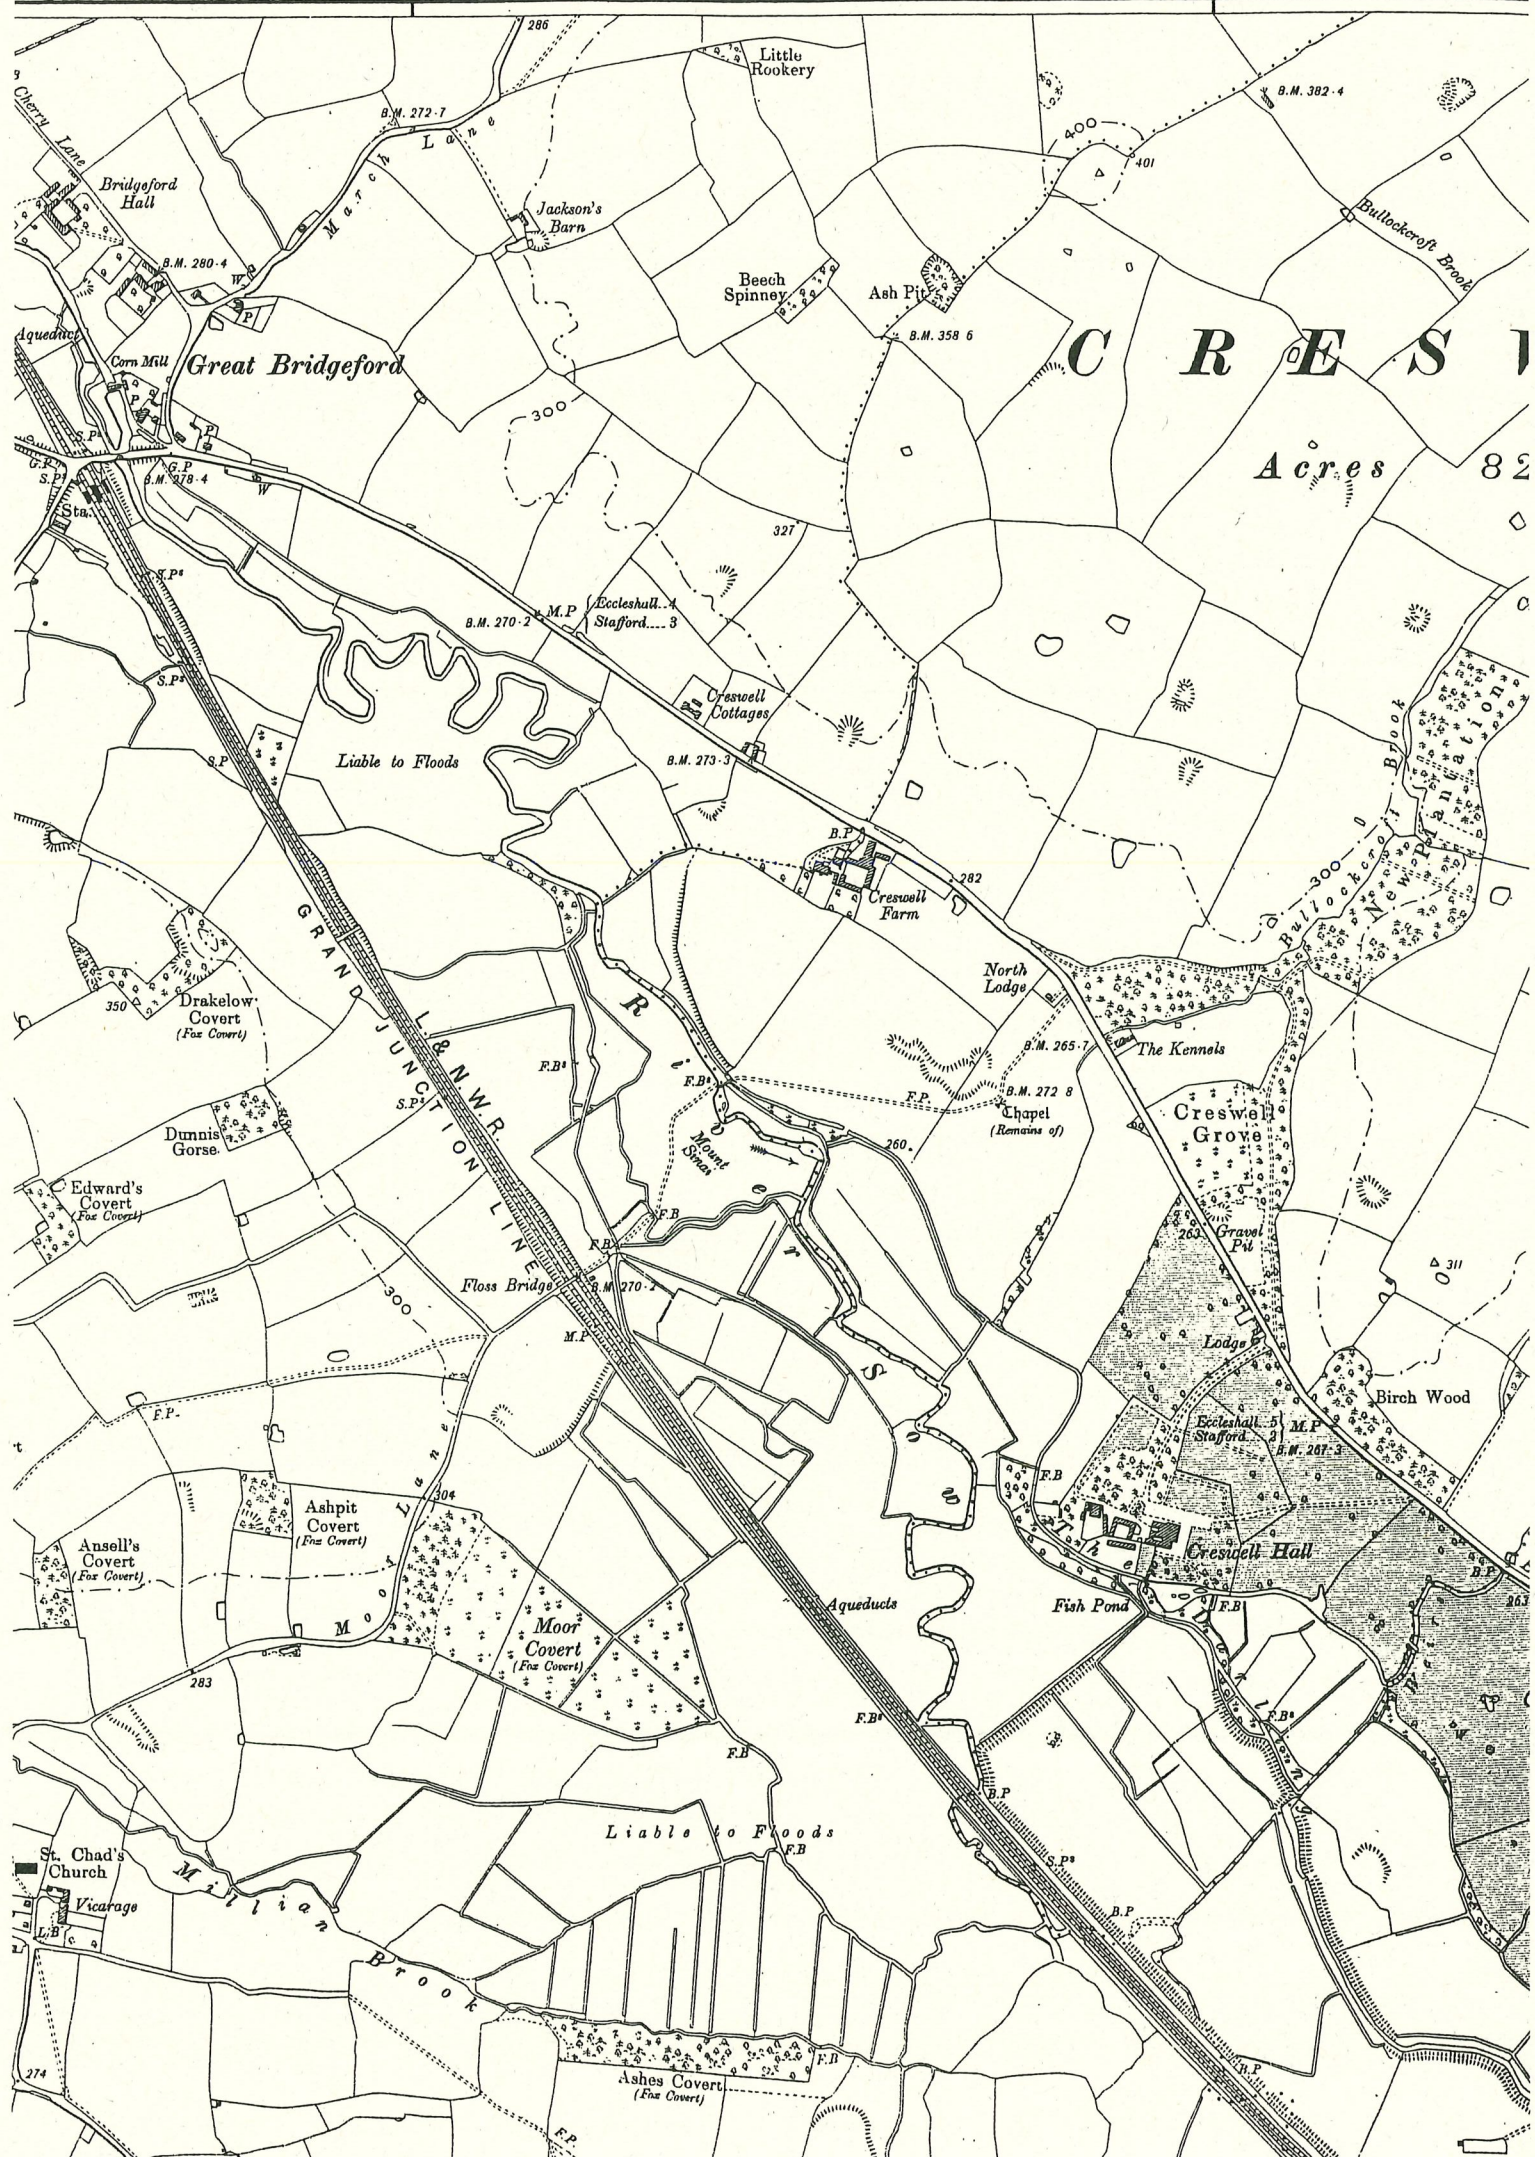 286
Little
Rookery
Cherry Lane
B.M. 272·7
March Lane
B.M. 382·4
400
401
Bridgeford
Hall
Jackson's
Barn
Bullockcroft Brook
B.M. 280·4
W
P
Beech
Spinney
Ash Pit
Aqueduct
B.M. 358 6
Corn Mill
Great Bridgeford
C R E S
P
300
P
S.P
G.P
S.P
G.P
B.M. 278·4
W
Acres 82
Sta.
327
S.P
M.P
Eccleshall..4
Stafford....3
B.M. 270·2
S.P
Creswell
Cottages
S.P
Liable to Floods
B.M. 273·3
B.P
Bullockcroft Brook
New Plantation
300
282
Creswell
Farm
GRAND JUNCTION LINE
L. & N.W.R.
North
Lodge
350
Drakelow
Covert
(Fox Covert)
River Sow
B.M. 265·7
The Kennels
F.B
F.B
F.P.
B.M. 272 8
Chapel
(Remains of)
S.P
Creswell
Grove
Dunnis
Gorse
Mount
Sinai
260
Edward's
Covert
(Fox Covert)
F.B
F.B
263
Gravel
Pit
311
Floss Bridge
B.M. 270·2
300
M.P
Lodge
F.P.
Birch Wood
Eccleshall..5
Stafford....2
M.P
B.M. 267·3
Moor Lane
304
F.B
Ashpit
Covert
(Fox Covert)
Ansell's
Covert
(Fox Covert)
Creswell Hall
The Darling
B.P
263
Aqueducts
Fish Pond
F.B
Moor
Covert
(Fox Covert)
Weir
283
F.B
F.B
F.B
W
B.P
Liable to Floods
F.B
St. Chad's
Church
S.P
Millian Brook
Vicarage
L.B
B.P
F.B
B.P
274
Ashes Covert
(Fox Covert)
F.P